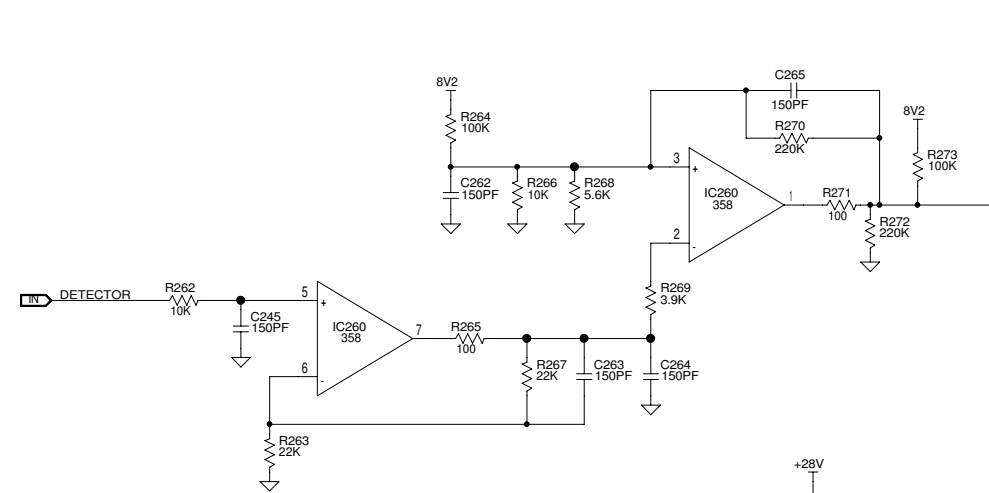 C265
150PF
8V2
R264
100K
R270
220K
8V2
R273
100K
3
+
C262
150PF
R266
10K
R268
5.6K
IC260
358
1
R271
100
R272
220K
2
-
R269
3.9K
IN
DETECTOR
R262
10K
5
+
C245
150PF
IC260
358
7
R265
100
6
-
R267
22K
C263
150PF
C264
150PF
R263
22K
+28V